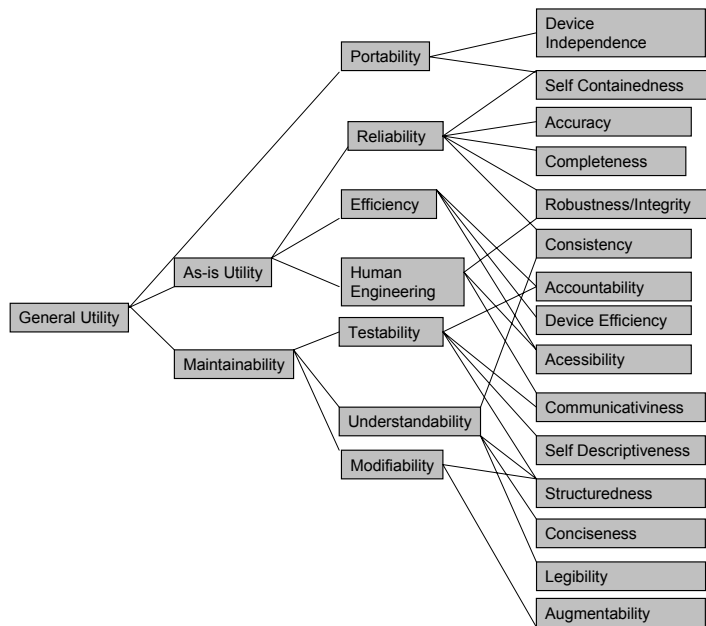 General Utility
As-is Utility
Maintainability
Portability
Reliability
Efficiency
Human
Engineering
Testability
Understandability
Modifiability
Device
Independence
Self Containedness
Accuracy
Completeness
Robustness/Integrity
Consistency
Accountability
Device Efficiency
Acessibility
Communicativiness
Self Descriptiveness
Structuredness
Conciseness
Legibility
Augmentability